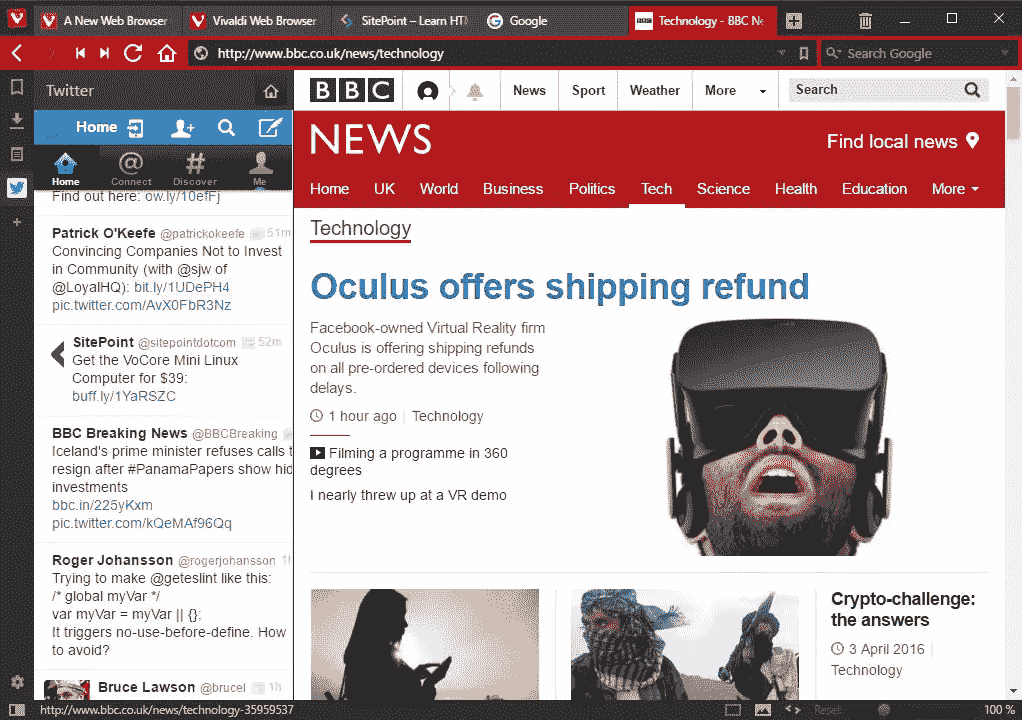 A New Web Browser
Vivaldi Web Browser
SitePoint – Learn HT
Google
BBC
Technology - BBC N
http://www.bbc.co.uk/news/technology
Search Google
Twitter
Home
Home
Connect
Discover
Me
Find out here: ow.ly/10efFj
Patrick O'Keefe @patrickokeefe 51m
Convincing Companies Not to Invest
in Community (with @sjw of
@LoyalHQ): bit.ly/1UDePH4
pic.twitter.com/AvX0FbR3Nz
SitePoint @sitepointdotcom 52m
Get the VoCore Mini Linux
Computer for $39:
buff.ly/1YaRSZC
BBC Breaking News @BBCBreaking
Iceland's prime minister refuses calls t
resign after #PanamaPapers show hid
investments
bbc.in/225yKxm
pic.twitter.com/kQeMAf96Qq
Roger Johansson @rogerjohansson 1h
Trying to make @geteslint like this:
/* global myVar */
var myVar = myVar || {};
It triggers no-use-before-define. How
to avoid?
Bruce Lawson @brucel 1h
BBC
News
Sport
Weather
More
Search
NEWS
Find local news
Home
UK
World
Business
Politics
Tech
Science
Health
Education
More
Technology
Oculus offers shipping refund
Facebook-owned Virtual Reality firm
Oculus is offering shipping refunds
on all pre-ordered devices following
delays.
1 hour ago
Technology
Filming a programme in 360
degrees
I nearly threw up at a VR demo
Crypto-challenge:
the answers
3 April 2016
Technology
http://www.bbc.co.uk/news/technology-35959537
Reset
100 %